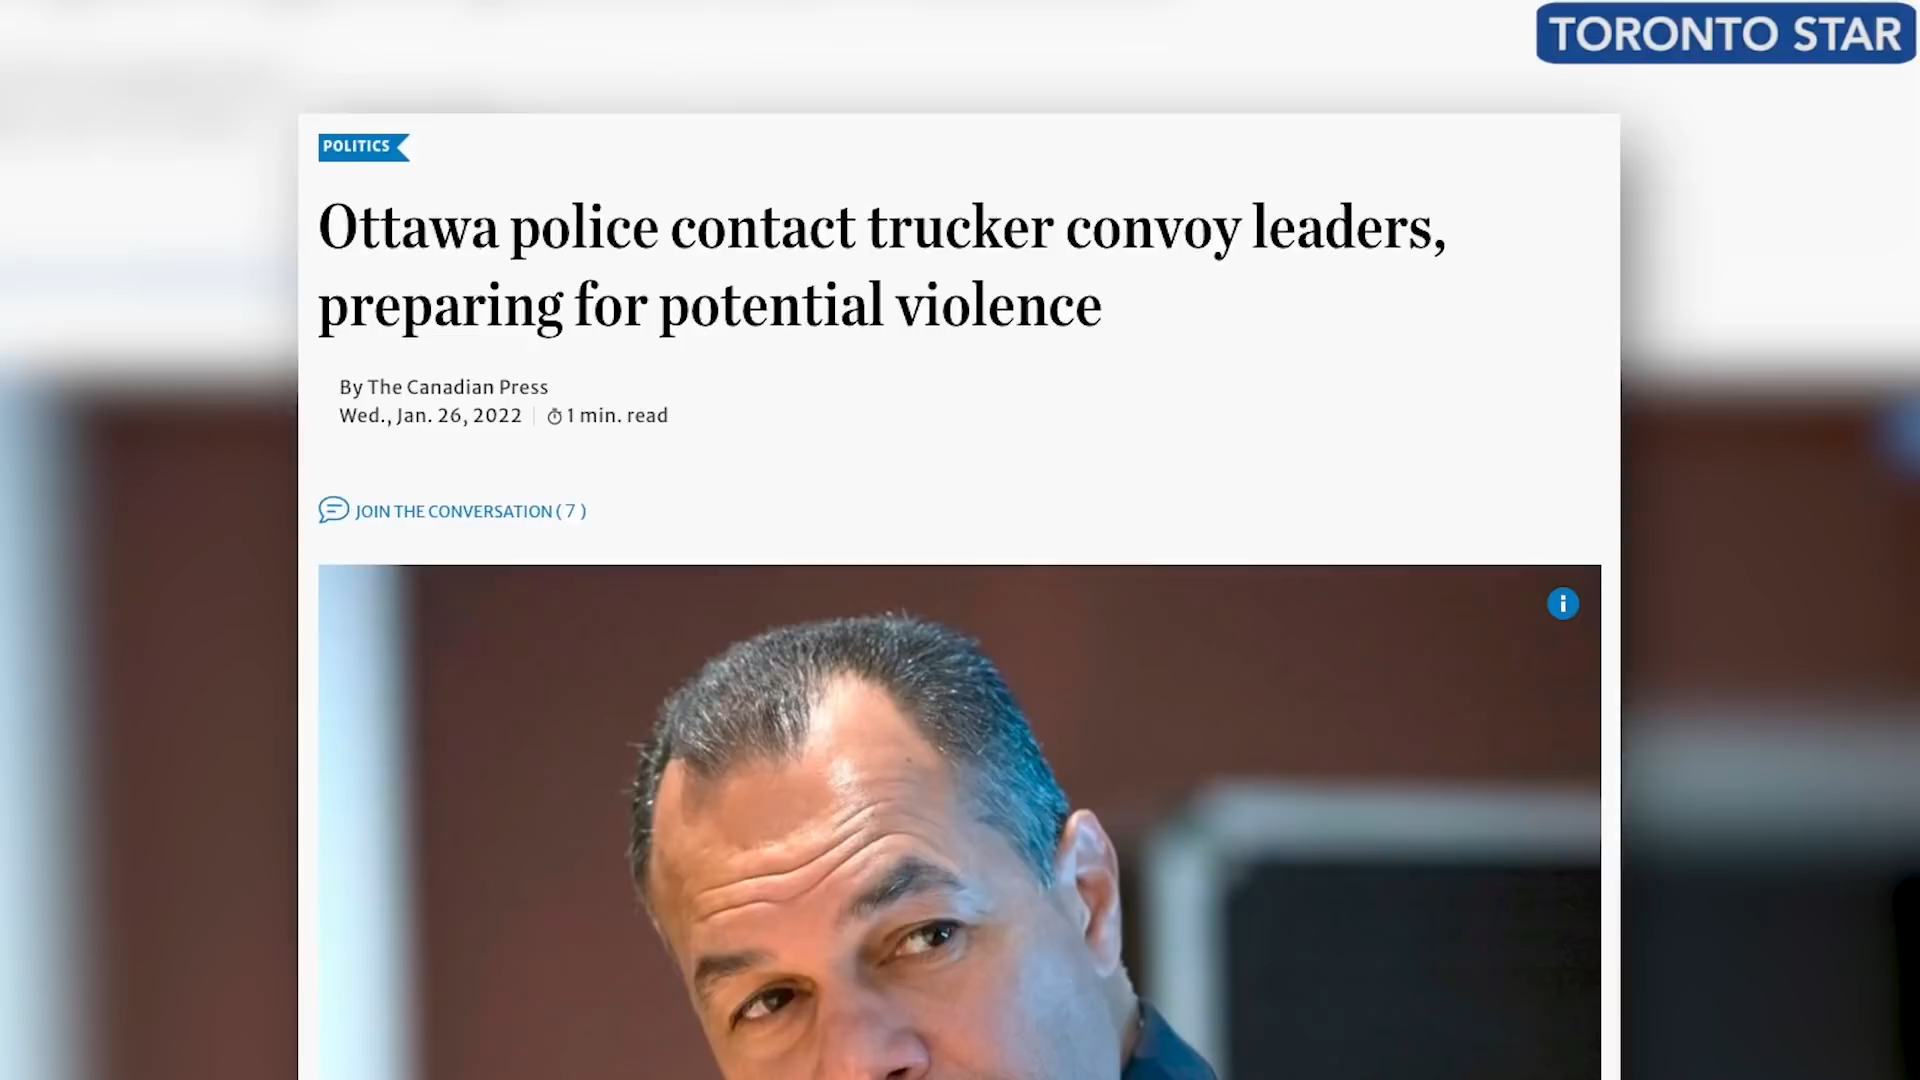 TORONTO STAR
POLITICS
Ottawa police contact trucker convoy leaders,
preparing for potential violence
By The Canadian Press
Wed., Jan. 26, 2022 | 1 min. read
JOIN THE CONVERSATION ( 7 )
i